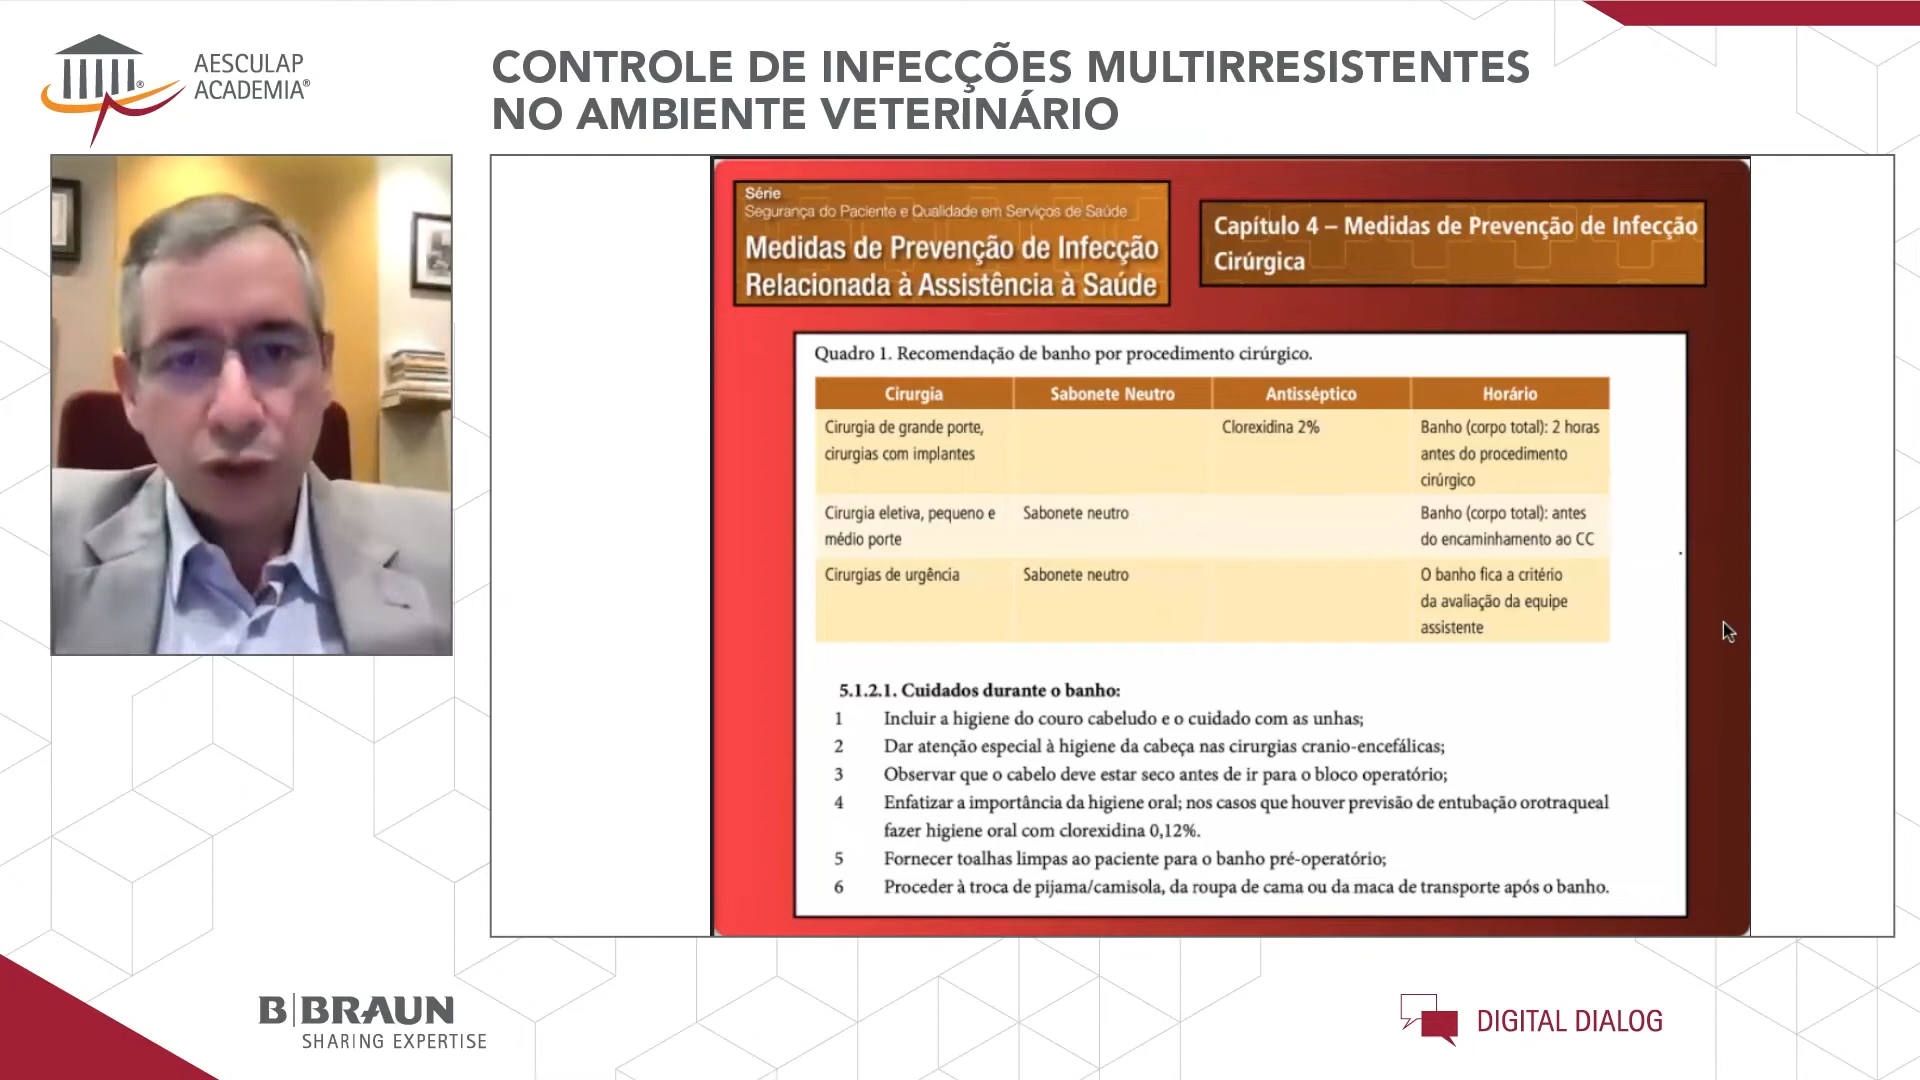 AESCULAP
ACADEMIA®
CONTROLE DE INFECÇÕES MULTIRRESISTENTES
NO AMBIENTE VETERINÁRIO
Série
Segurança do Paciente e Qualidade em Serviços de Saúde
Medidas de Prevenção de Infecção
Relacionada à Assistência à Saúde
Capítulo 4 – Medidas de Prevenção de Infecção
Cirúrgica
Quadro 1. Recomendação de banho por procedimento cirúrgico.
Cirurgia Sabonete Neutro Antisséptico Horário
Cirurgia de grande porte, Clorexidina 2% Banho (corpo total): 2 horas
cirurgias com implantes antes do procedimento
cirúrgico
Cirurgia eletiva, pequeno e Sabonete neutro Banho (corpo total): antes
médio porte do encaminhamento ao CC
Cirurgias de urgência Sabonete neutro O banho fica a critério
da avaliação da equipe
assistente
5.1.2.1. Cuidados durante o banho:
1 Incluir a higiene do couro cabeludo e o cuidado com as unhas;
2 Dar atenção especial à higiene da cabeça nas cirurgias cranio-encefálicas;
3 Observar que o cabelo deve estar seco antes de ir para o bloco operatório;
4 Enfatizar a importância da higiene oral; nos casos que houver previsão de entubação orotraqueal
fazer higiene oral com clorexidina 0,12%.
5 Fornecer toalhas limpas ao paciente para o banho pré-operatório;
6 Proceder à troca de pijama/camisola, da roupa de cama ou da maca de transporte após o banho.
B|BRAUN
SHARING EXPERTISE
DIGITAL DIALOG